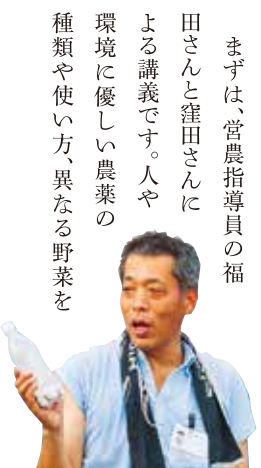 まずは、営農指導員の福
田さんと窪田さんに
よる講義です。人や
環境に優しい農薬の
種類や使い方、異なる野菜を